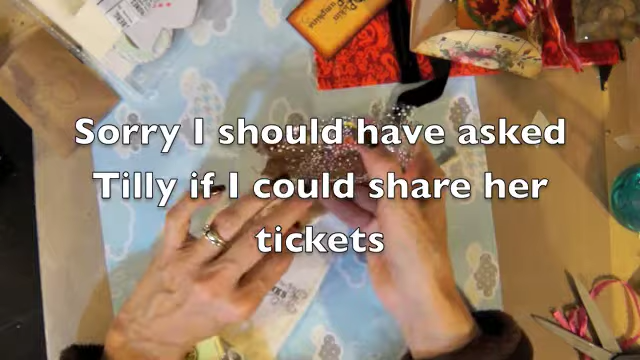 Sorry I should have asked
Tilly if I could share her
tickets